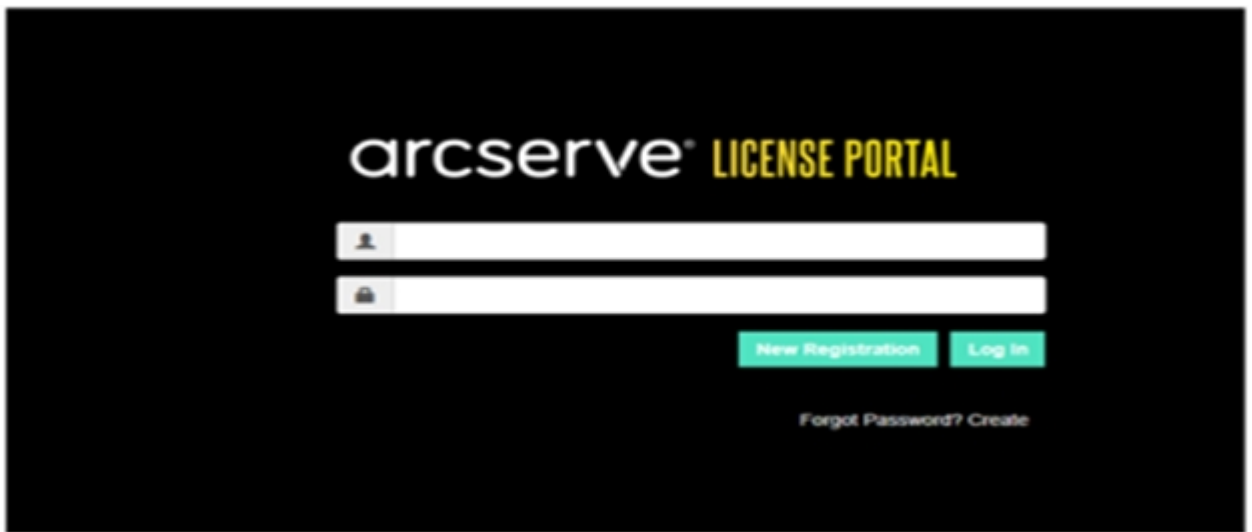 arcserve® LICENSE PORTAL
New Registration Log In
Forgot Password? Create